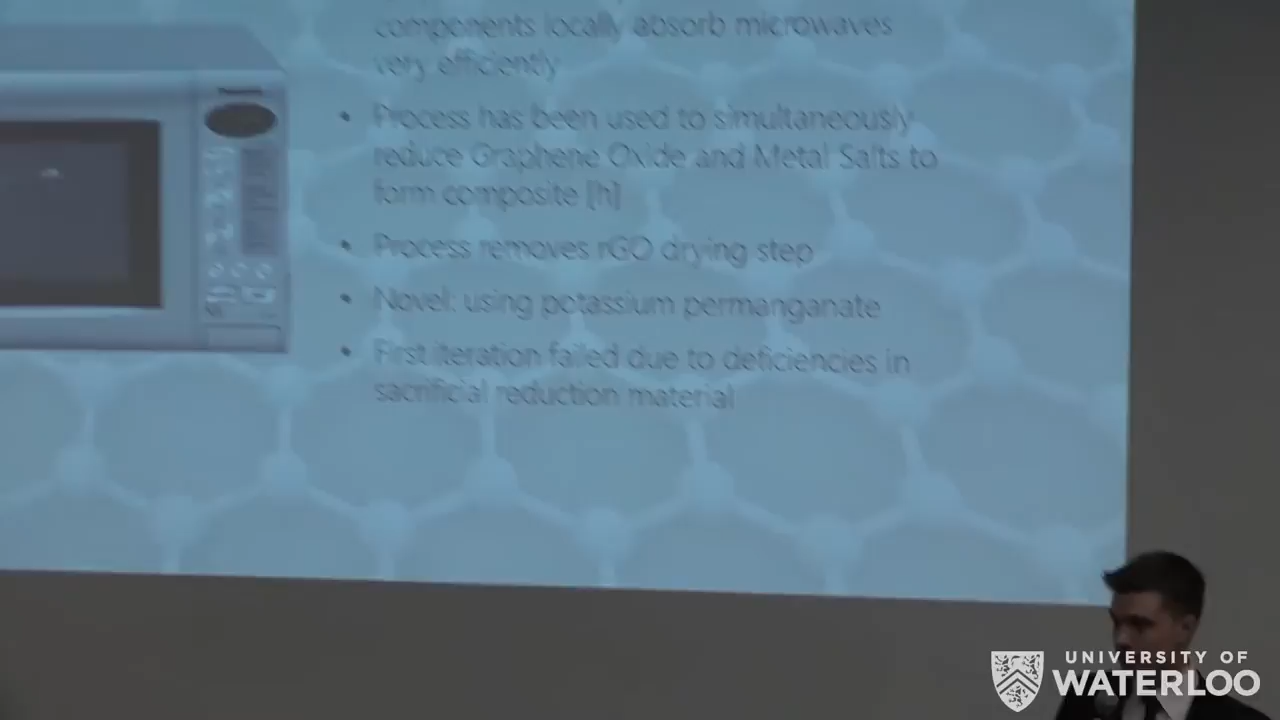 components locally absorb microwaves
very efficiently
• Process has been used to simultaneously
reduce Graphene Oxide and Metal Salts to
form composite [h]
• Process removes rGO drying step
• Novel: using potassium permanganate
• First iteration failed due to deficiencies in
sacrificial reduction material
UNIVERSITY OF
WATERLOO